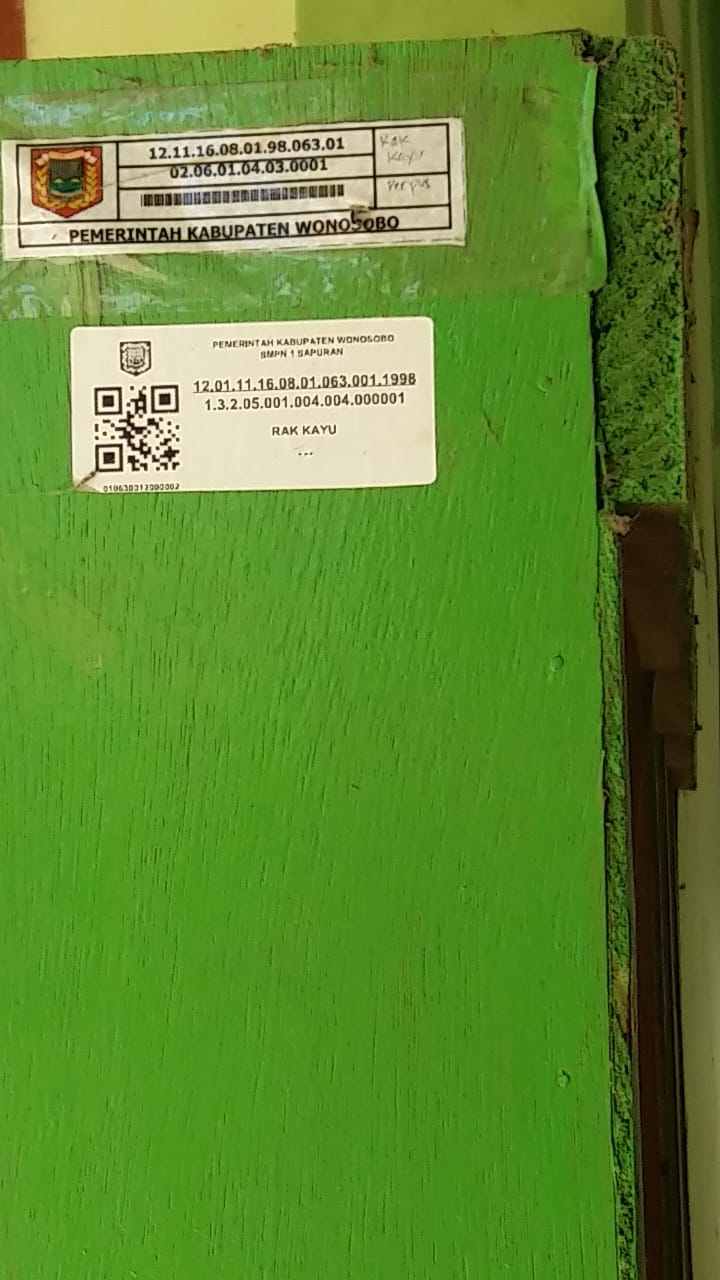 12.11.16.08.01.98.063.01
02.06.01.04.03.0001
Rak
Kayu
Perpus
PEMERINTAH KABUPATEN WONOSOBO
PEMERINTAH KABUPATEN WONOSOBO
SMPN 1 SAPURAN
12.01.11.16.08.01.063.001.1998
1.3.2.05.001.004.004.000001
RAK KAYU
...
010630312000002